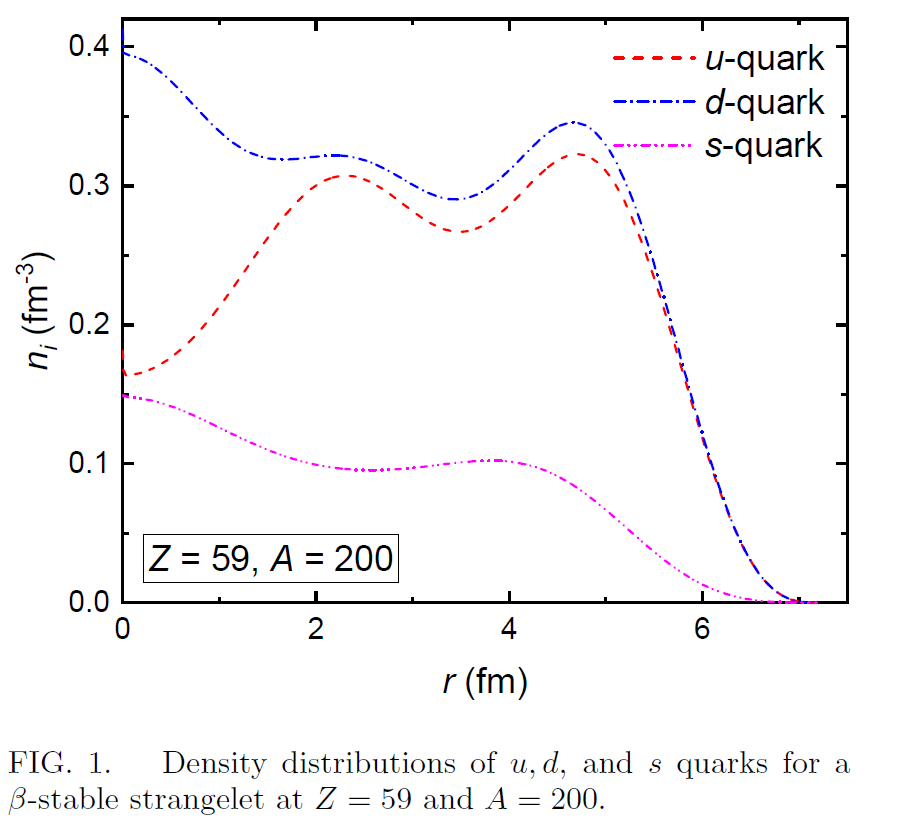 0.4
0.3
0.2
0.1
0.0
0 2 4 6
n_i (fm^-3)
r (fm)
u-quark
d-quark
s-quark
Z = 59, A = 200
FIG. 1. Density distributions of u, d, and s quarks for a
β-stable strangelet at Z = 59 and A = 200.